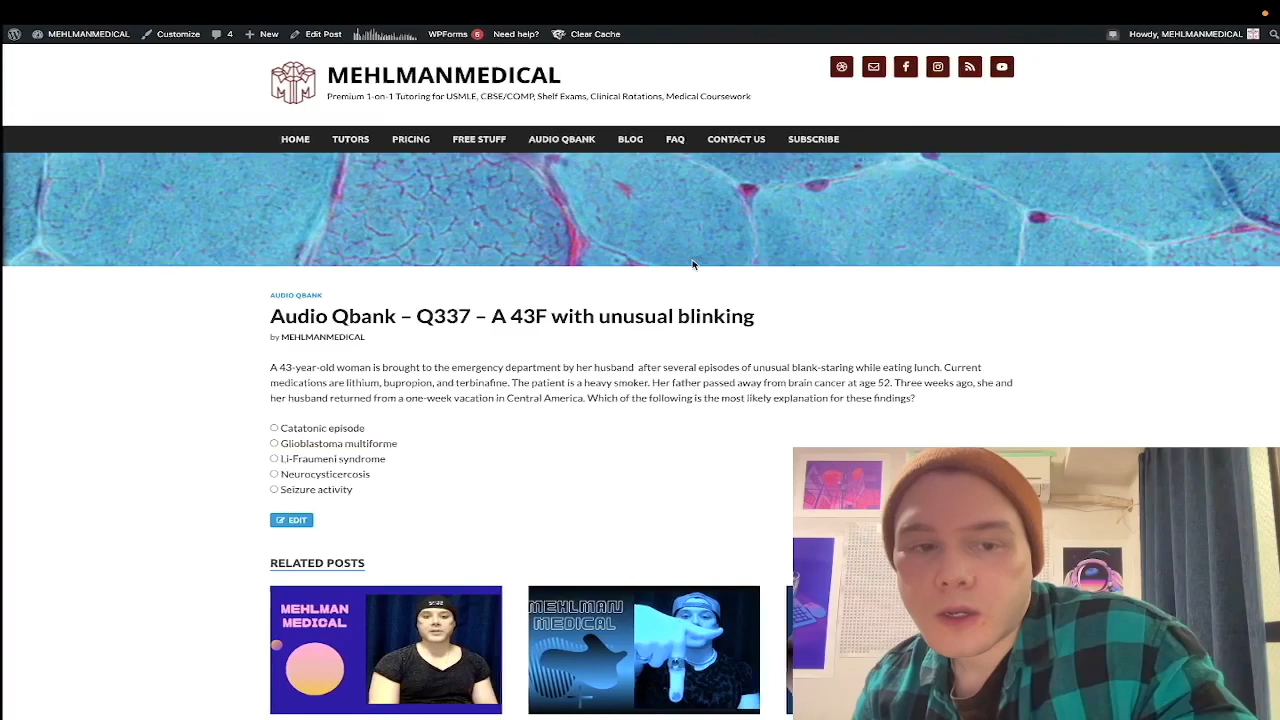 MEHLMANMEDICAL Customize 4 New Edit Post WPForms 5 Need help? Clear Cache Howdy, MEHLMANMEDICAL
MEHLMANMEDICAL
Premium 1-on-1 Tutoring for USMLE, CBSE/COMP, Shelf Exams, Clinical Rotations, Medical Coursework
HOME TUTORS PRICING FREE STUFF AUDIO QBANK BLOG FAQ CONTACT US SUBSCRIBE
AUDIO QBANK
Audio Qbank – Q337 – A 43F with unusual blinking
by MEHLMANMEDICAL
A 43-year-old woman is brought to the emergency department by her husband after several episodes of unusual blank-staring while eating lunch. Current
medications are lithium, bupropion, and terbinafine. The patient is a heavy smoker. Her father passed away from brain cancer at age 52. Three weeks ago, she and
her husband returned from a one-week vacation in Central America. Which of the following is the most likely explanation for these findings?
Catatonic episode
Glioblastoma multiforme
Li-Fraumeni syndrome
Neurocysticercosis
Seizure activity
EDIT
RELATED POSTS
MEHLMAN
MEDICAL
MEHLMAN
MEDICAL